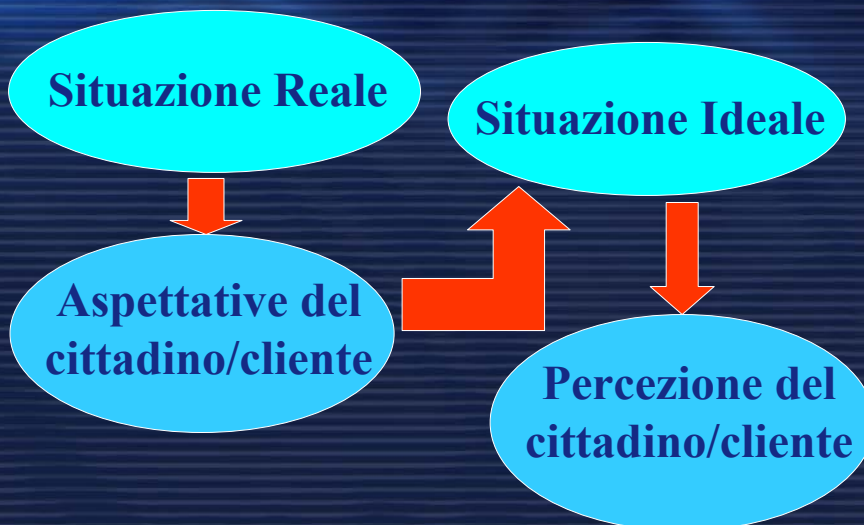 Situazione Reale
Situazione Ideale
Aspettative del
cittadino/cliente
Percezione del
cittadino/cliente